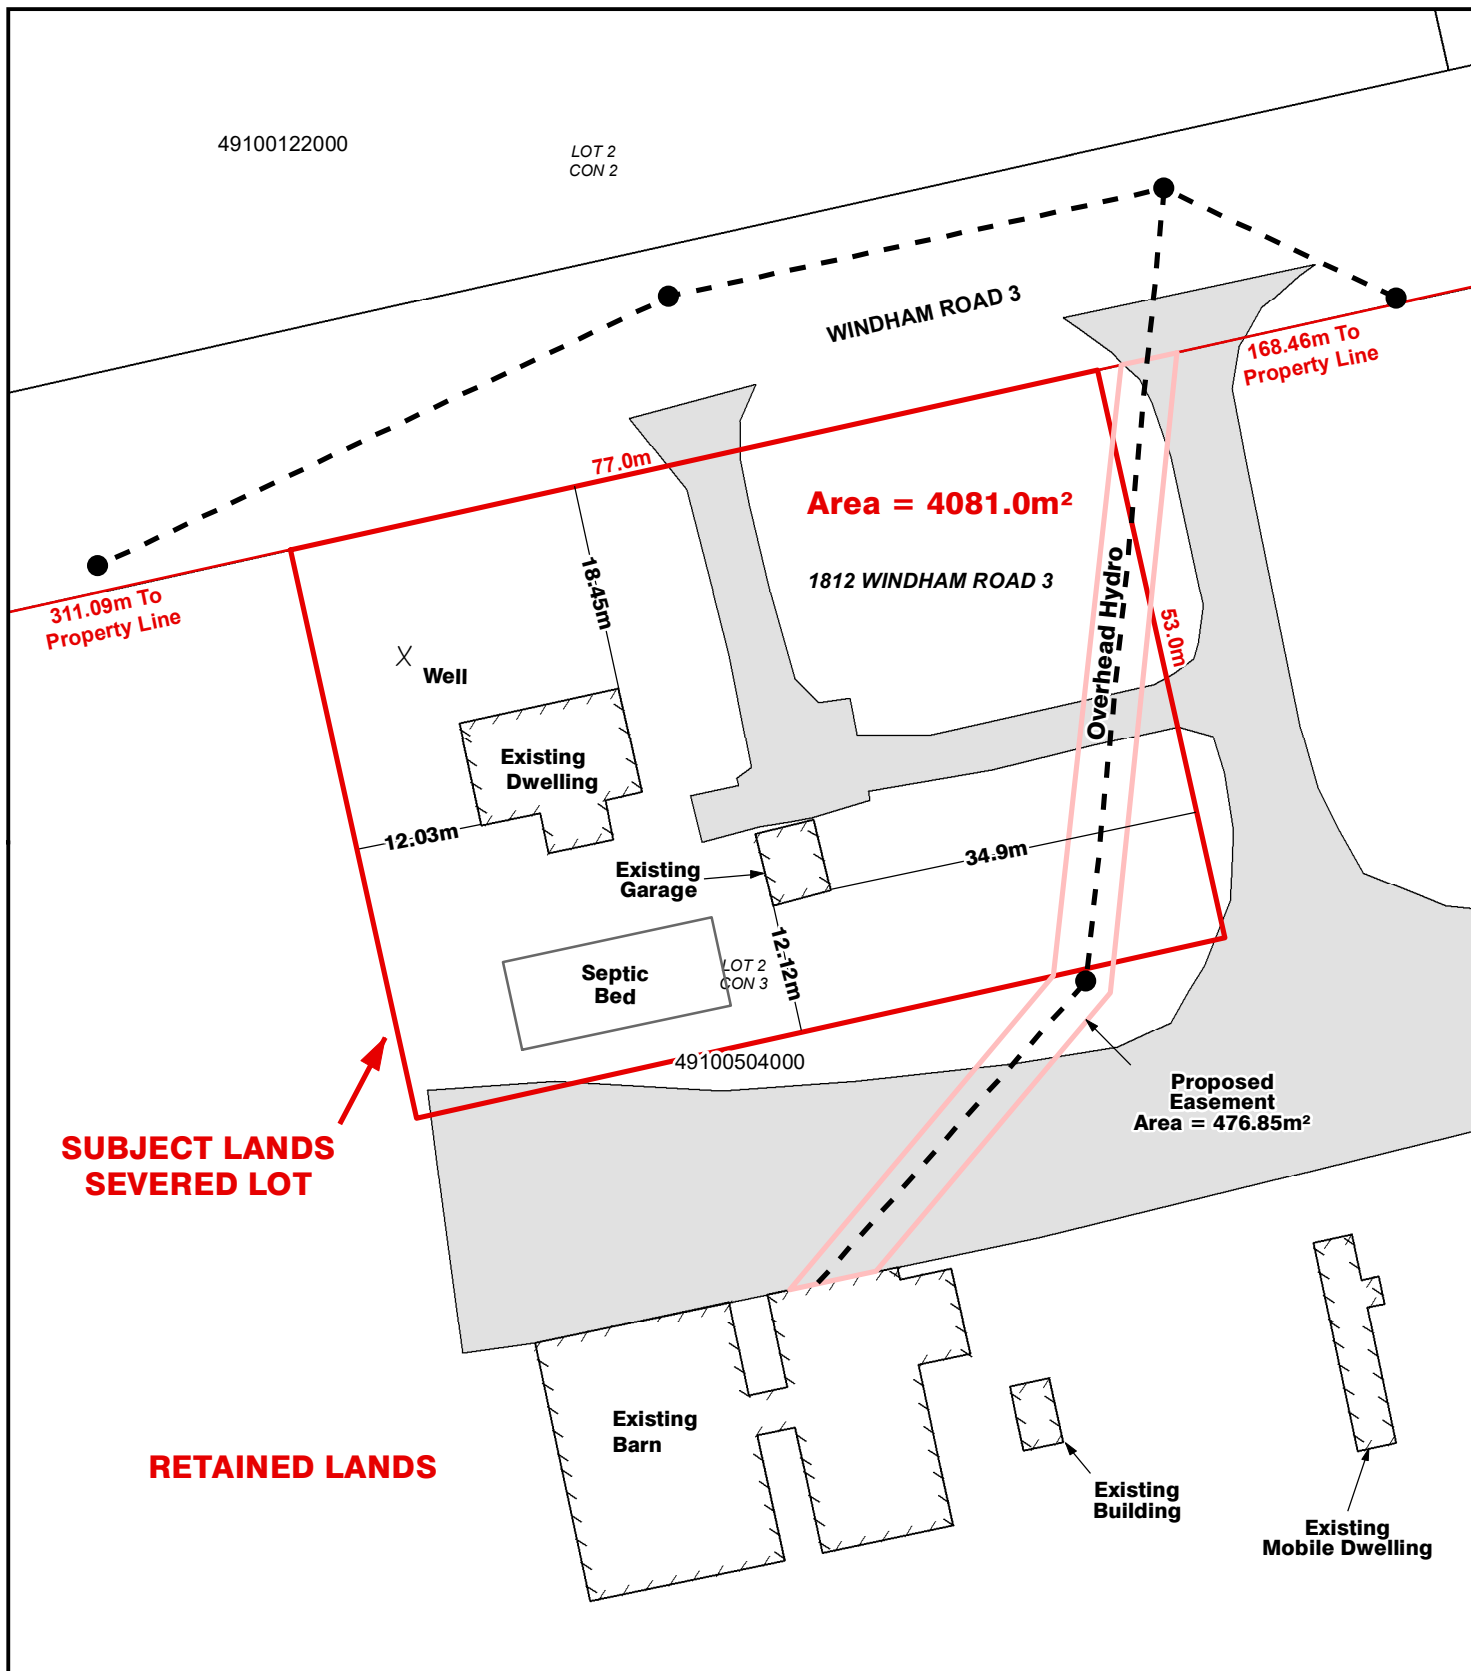 49100122000
LOT 2
CON 2
WINDHAM ROAD 3
168.46m To
Property Line
77.0m
Area = 4081.0m²
1812 WINDHAM ROAD 3
18.45m
311.09m To
Property Line
Overhead Hydro
53.0m
Well
Existing
Dwelling
12.03m
34.9m
Existing
Garage
12.12m
LOT 2
CON 3
Septic
Bed
49100504000
Proposed
Easement
Area = 476.85m²
SUBJECT LANDS
SEVERED LOT
Existing
Barn
RETAINED LANDS
Existing
Building
Existing
Mobile Dwelling